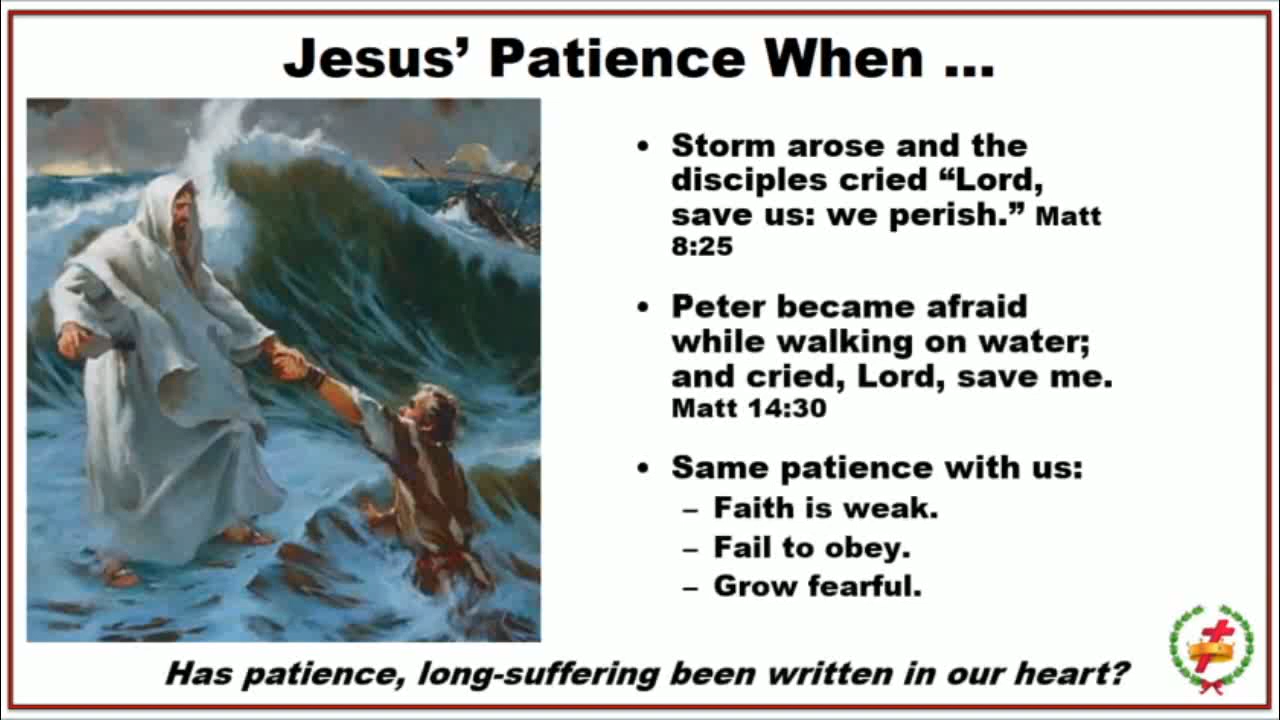 Jesus’ Patience When ...
• Storm arose and the
disciples cried “Lord,
save us: we perish.” Matt
8:25
• Peter became afraid
while walking on water;
and cried, Lord, save me.
Matt 14:30
• Same patience with us:
– Faith is weak.
– Fail to obey.
– Grow fearful.
Has patience, long-suffering been written in our heart?